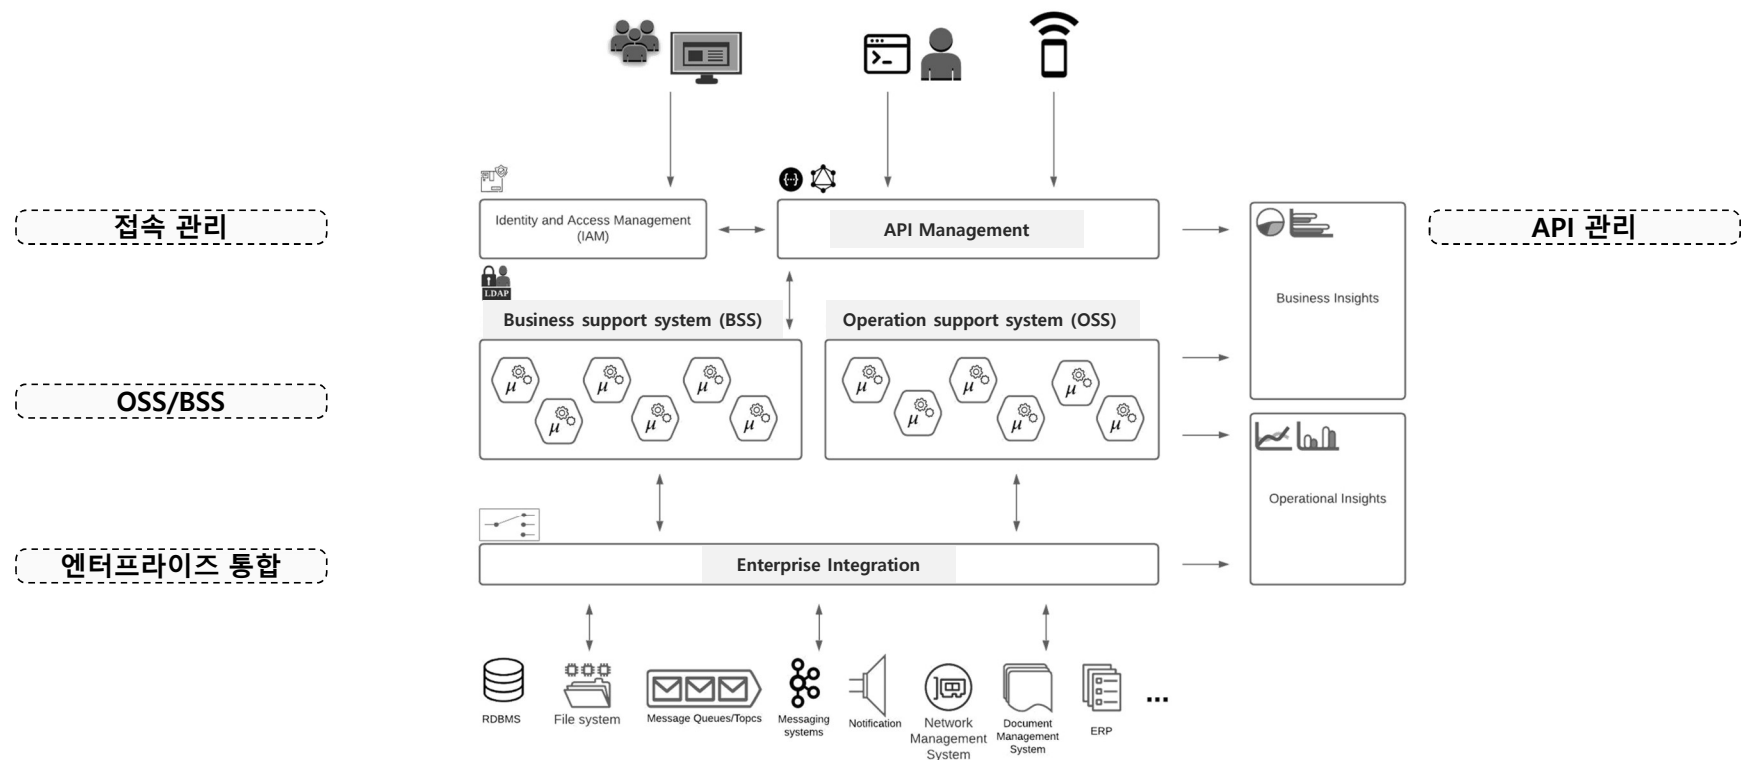 접속 관리
Identity and Access Management
(IAM)
API Management
API 관리
LDAP
Business Insights
Business support system (BSS)
Operation support system (OSS)
OSS/BSS
μ
μ
μ
μ
μ
μ
μ
μ
μ
μ
μ
μ
Operational Insights
엔터프라이즈 통합
Enterprise Integration
RDBMS
File system
Message Queues/Topcs
Messaging
systems
Notification
Network
Management
System
Document
Management
System
ERP
...